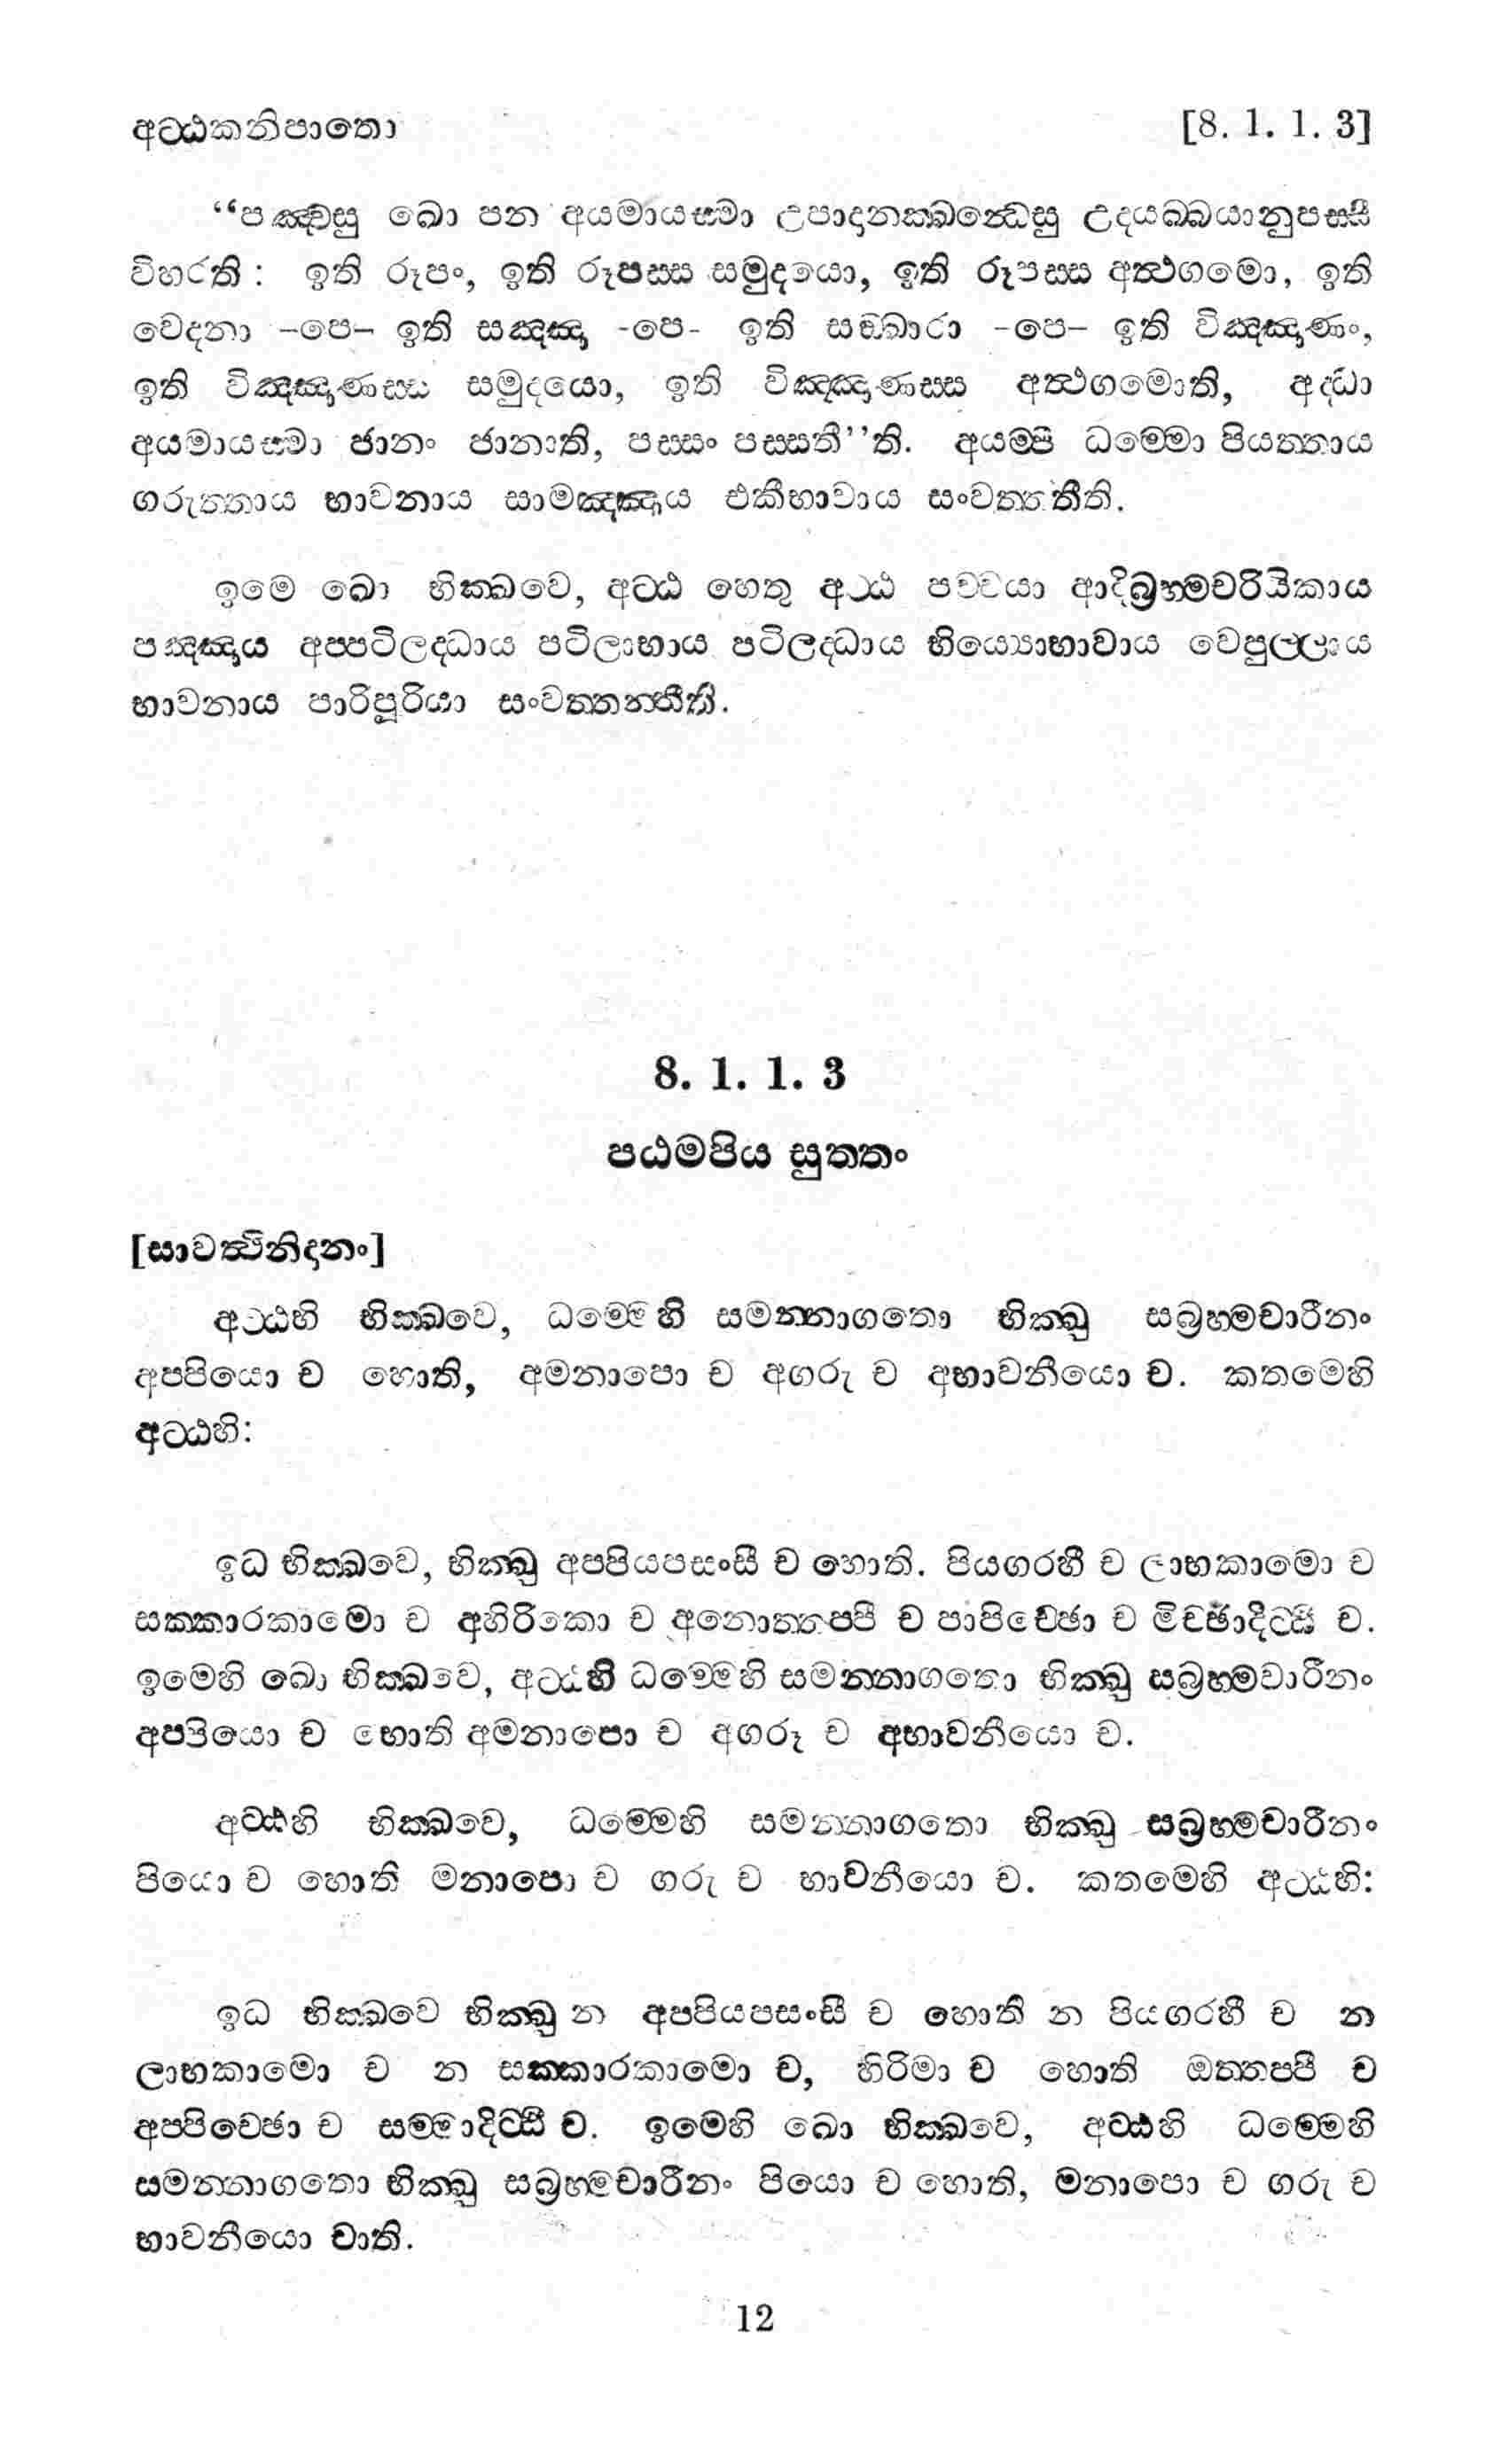 අට්ඨකනිපාතො [8. 1. 1. 3]
“පඤ්චසු ඛො පන අයමායස්මා උපාදානක්ඛන්ධෙසු උදයබ්බයානුපස්සී
විහරති : ඉති රූපං, ඉති රූපස්ස සමුදයො, ඉති රූපස්ස අත්ථගමො, ඉති
වෙදනා –පෙ– ඉති සඤ්ඤා -පෙ- ඉති සඞ්ඛාරා –පෙ– ඉති විඤ්ඤාණං,
ඉති විඤ්ඤාණස්ස සමුදයො, ඉති විඤ්ඤාණස්ස අත්ථගමොති, අද්ධා
අයමායස්මා ජානං ජානාති, පස්සං පස්සතී”ති. අයම්පි ධම්මො පියත්තාය
ගරුත්තාය භාවනාය සාමඤ්ඤාය එකීභාවාය සංවත්තතීති.
ඉමෙ ඛො භික්ඛවෙ, අට්ඨ හෙතු අට්ඨ පච්චයා ආදිබ්‍රහ්මචරියිකාය
පඤ්ඤාය අප්පටිලද්ධාය පටිලාභාය පටිලද්ධාය භිය්‍යොභාවාය වෙපුල්ලාය
භාවනාය පාරිපූරියා සංවත්තන්තීති.
8. 1. 1. 3
පඨමපිය සුත්තං
[සාවත්ථිනිදානං]
අට්ඨහි භික්ඛවෙ, ධම්මෙහි සමන්නාගතො භික්ඛු සබ්‍රහ්මචාරීනං
අප්පියො ච හොති, අමනාපො ච අගරු ච අභාවනීයො ච. කතමෙහි
අට්ඨහි:
ඉධ භික්ඛවෙ, භික්ඛු අප්පියපසංසී ච හොති. පියගරහී ච ලාභකාමො ච
සක්කාරකාමො ච අහිරිකො ච අනොත්තප්පී ච පාපිච්ඡො ච මිච්ඡාදිට්ඨි ච.
ඉමෙහි ඛො භික්ඛවෙ, අට්ඨහි ධම්මෙහි සමන්නාගතො භික්ඛු සබ්‍රහ්මචාරීනං
අප්පියො ච හොති අමනාපො ච අගරු ච අභාවනීයො ච.
අට්ඨහි භික්ඛවෙ, ධම්මෙහි සමන්නාගතො භික්ඛු සබ්‍රහ්මචාරීනං
පියො ච හොති මනාපො ච ගරු ච භාවනීයො ච. කතමෙහි අට්ඨහි:
ඉධ භික්ඛවෙ භික්ඛු න අප්පියපසංසී ච හොති න පියගරහී ච න
ලාභකාමො ච න සක්කාරකාමො ච, හිරිමා ච හොති ඔත්තප්පී ච
අප්පිච්ඡො ච සම්මාදිට්ඨි ච. ඉමෙහි ඛො භික්ඛවෙ, අට්ඨහි ධම්මෙහි
සමන්නාගතො භික්ඛු සබ්‍රහ්මචාරීනං පියො ච හොති, මනාපො ච ගරු ච
භාවනීයො චාති.
12